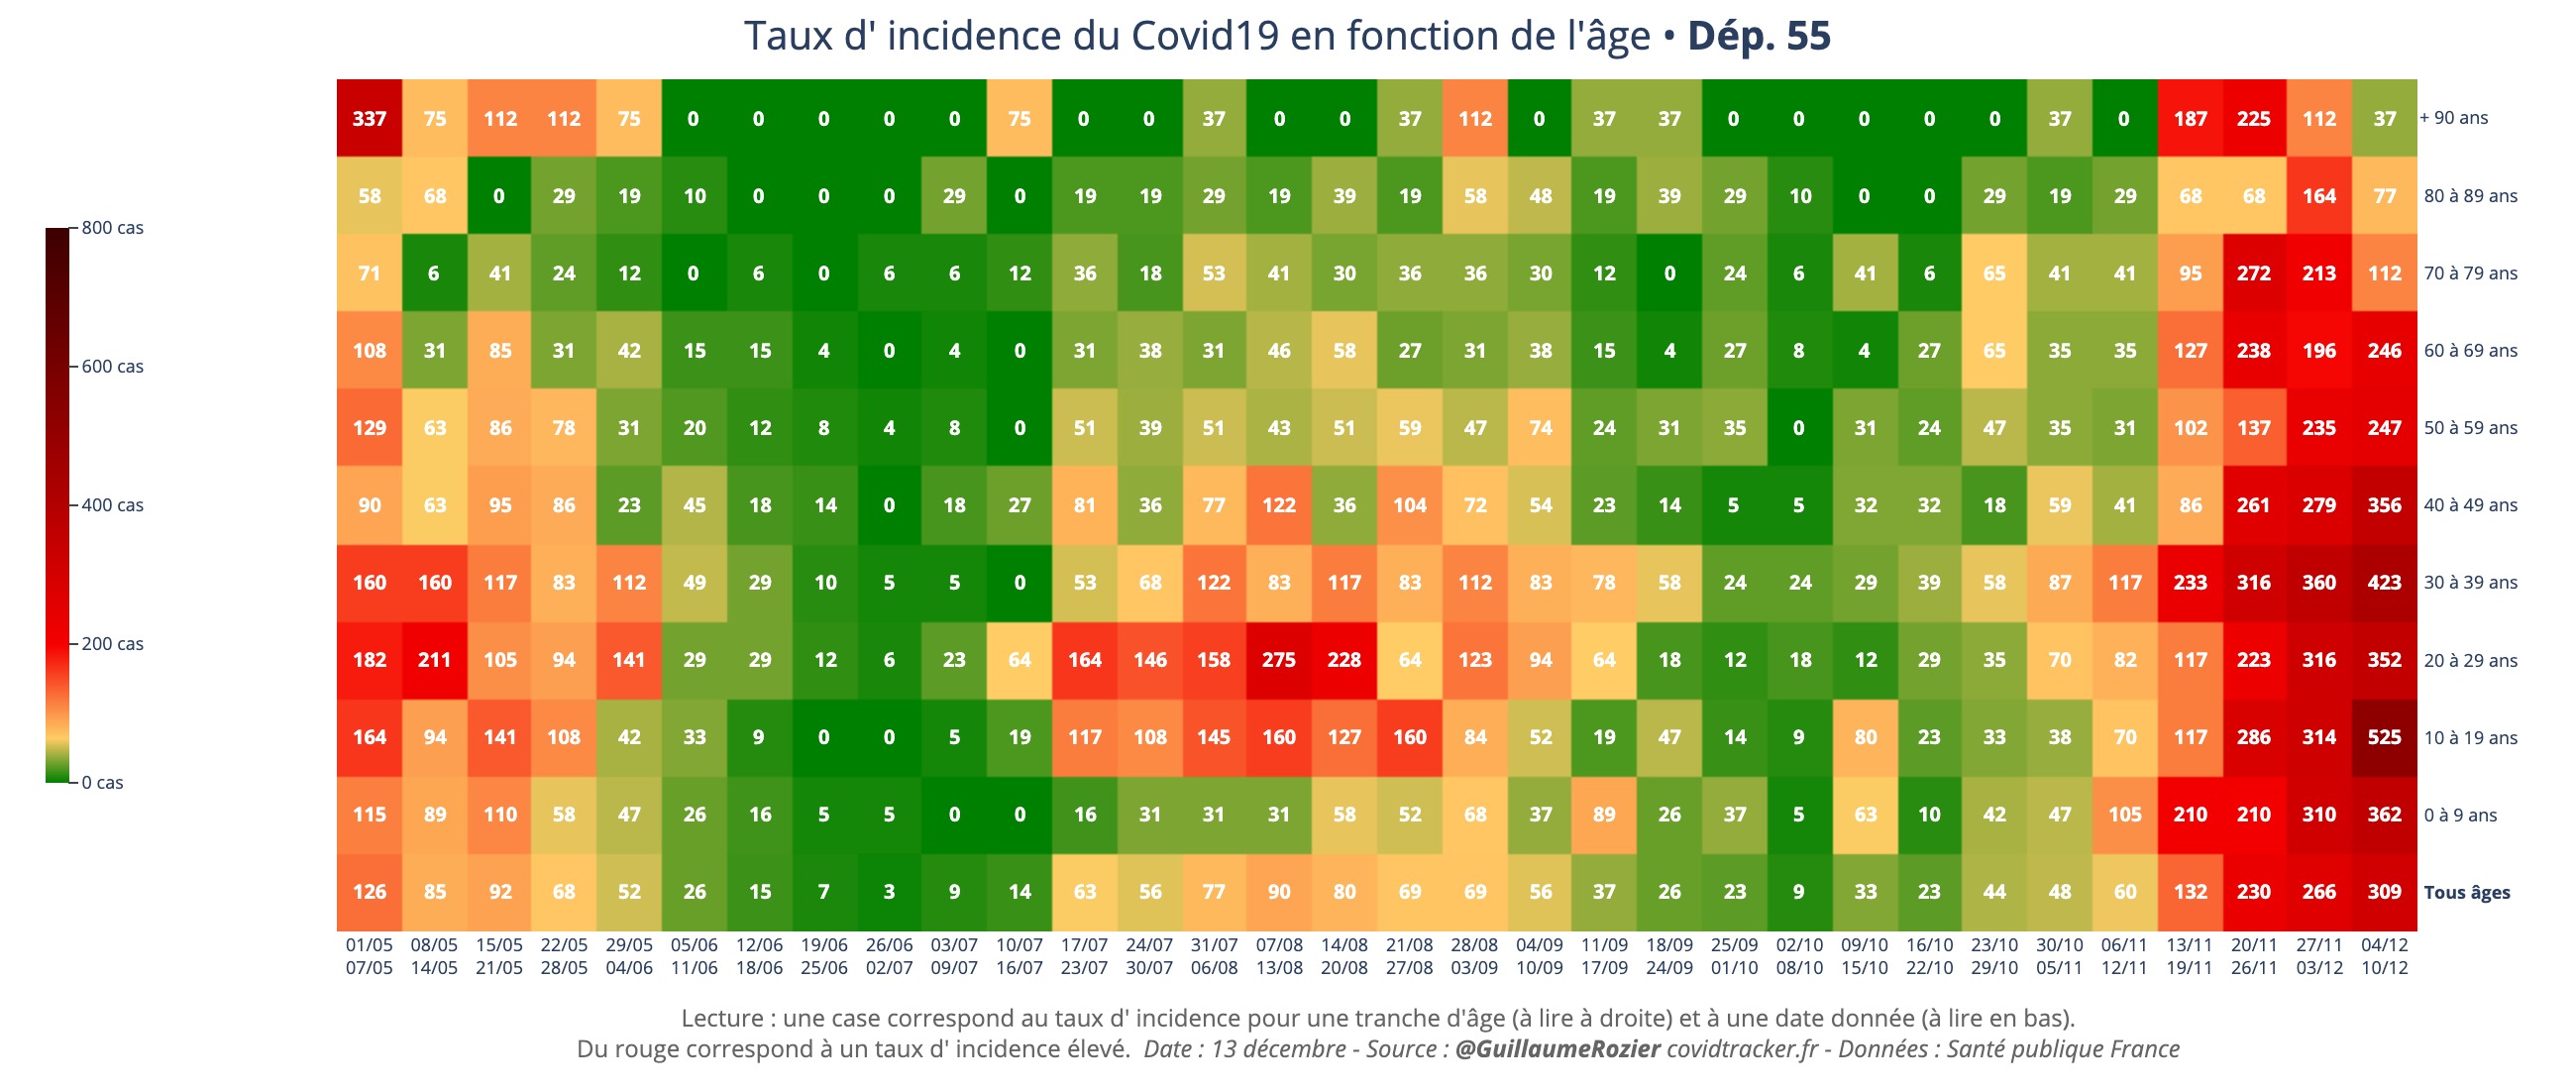 Taux d' incidence du Covid19 en fonction de l'âge • Dép. 55
337 75 112 112 75 0 0 0 0 0 75 0 0 37 0 0 37 112 0 37 37 0 0 0 0 0 37 0 187 225 112 37 + 90 ans
58 68 0 29 19 10 0 0 0 29 0 19 19 29 19 39 19 58 48 19 39 29 10 0 0 29 19 29 68 68 164 77 80 à 89 ans
800 cas
71 6 41 24 12 0 6 0 6 6 12 36 18 53 41 30 36 36 30 12 0 24 6 41 6 65 41 41 95 272 213 112 70 à 79 ans
108 31 85 31 42 15 15 4 0 4 0 31 38 31 46 58 27 31 38 15 4 27 8 4 27 65 35 35 127 238 196 246 60 à 69 ans
600 cas
129 63 86 78 31 20 12 8 4 8 0 51 39 51 43 51 59 47 74 24 31 35 0 31 24 47 35 31 102 137 235 247 50 à 59 ans
90 63 95 86 23 45 18 14 0 18 27 81 36 77 122 36 104 72 54 23 14 5 5 32 32 18 59 41 86 261 279 356 40 à 49 ans
400 cas
160 160 117 83 112 49 29 10 5 5 0 53 68 122 83 117 83 112 83 78 58 24 24 29 39 58 87 117 233 316 360 423 30 à 39 ans
200 cas
182 211 105 94 141 29 29 12 6 23 64 164 146 158 275 228 64 123 94 64 18 12 18 12 29 35 70 82 117 223 316 352 20 à 29 ans
164 94 141 108 42 33 9 0 0 5 19 117 108 145 160 127 160 84 52 19 47 14 9 80 23 33 38 70 117 286 314 525 10 à 19 ans
0 cas
115 89 110 58 47 26 16 5 5 0 0 16 31 31 31 58 52 68 37 89 26 37 5 63 10 42 47 105 210 210 310 362 0 à 9 ans
126 85 92 68 52 26 15 7 3 9 14 63 56 77 90 80 69 69 56 37 26 23 9 33 23 44 48 60 132 230 266 309 Tous âges
01/05 08/05 15/05 22/05 29/05 05/06 12/06 19/06 26/06 03/07 10/07 17/07 24/07 31/07 07/08 14/08 21/08 28/08 04/09 11/09 18/09 25/09 02/10 09/10 16/10 23/10 30/10 06/11 13/11 20/11 27/11 04/12
07/05 14/05 21/05 28/05 04/06 11/06 18/06 25/06 02/07 09/07 16/07 23/07 30/07 06/08 13/08 20/08 27/08 03/09 10/09 17/09 24/09 01/10 08/10 15/10 22/10 29/10 05/11 12/11 19/11 26/11 03/12 10/12
Lecture : une case correspond au taux d' incidence pour une tranche d'âge (à lire à droite) et à une date donnée (à lire en bas).
Du rouge correspond à un taux d' incidence élevé. Date : 13 décembre - Source : @GuillaumeRozier covidtracker.fr - Données : Santé publique France